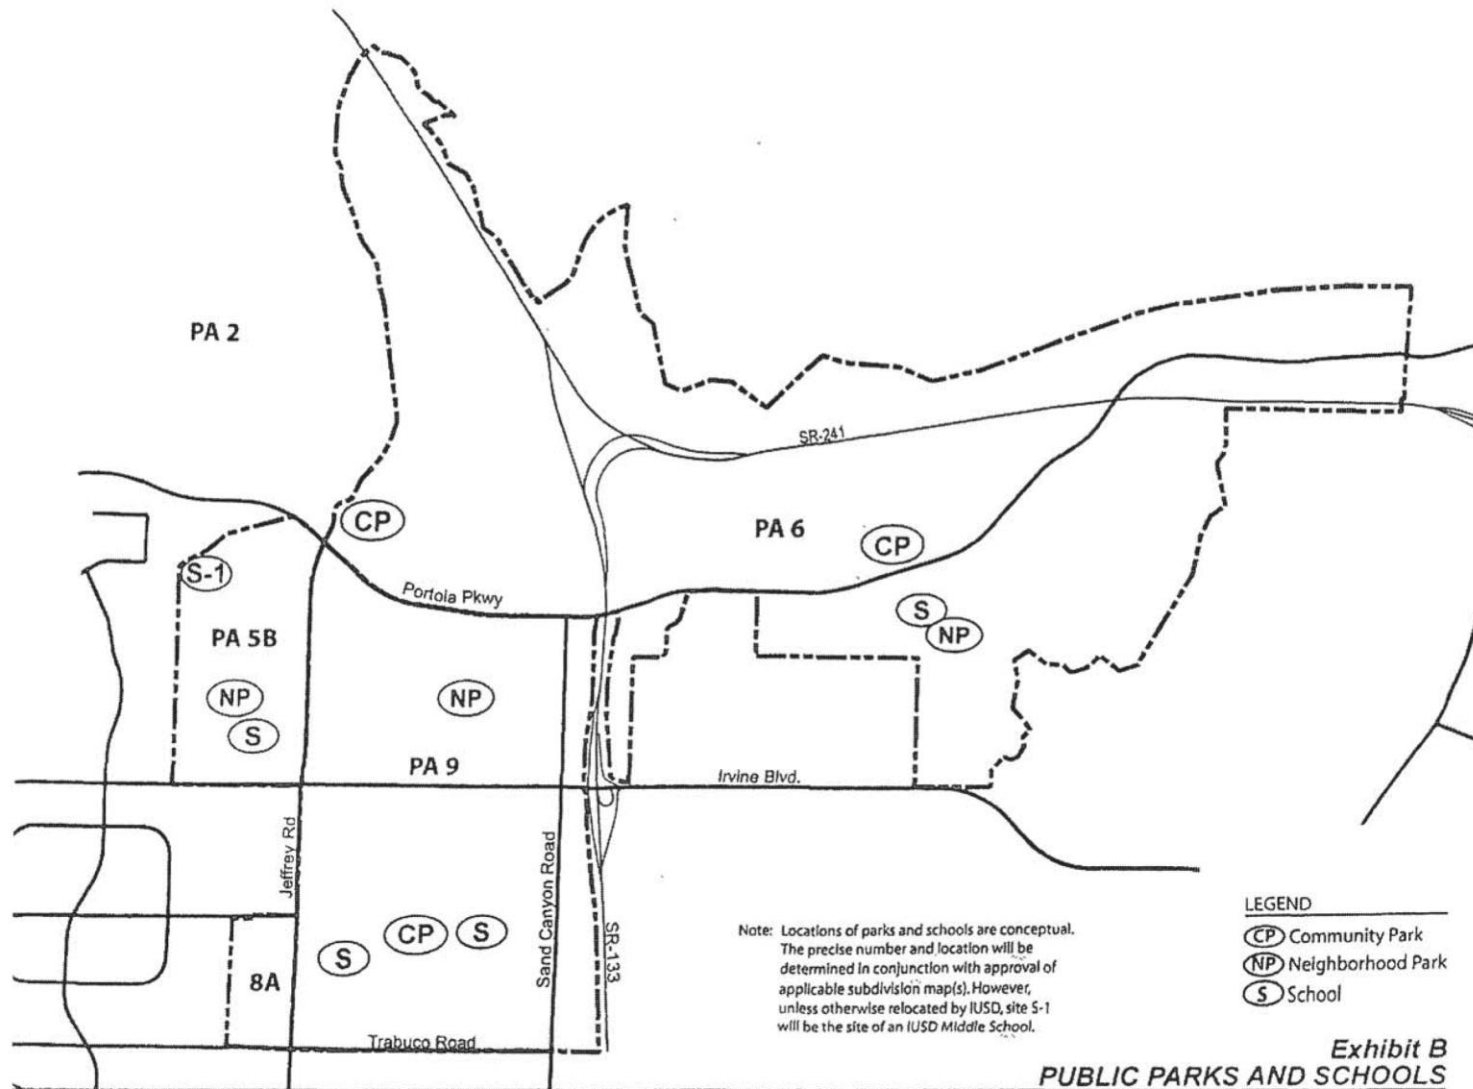 PA 2
SR-241
CP
PA 6
CP
S-1
Portola Pkwy
S
NP
PA 5B
NP
NP
S
PA 9
Irvine Blvd.
Jeffrey Rd
Sand Canyon Road
SR-133
S
CP
S
8A
Trabuco Road
Note: Locations of parks and schools are conceptual.
The precise number and location will be
determined in conjunction with approval of
applicable subdivision map(s). However,
unless otherwise relocated by IUSD, site S-1
will be the site of an IUSD Middle School.
LEGEND
CP Community Park
NP Neighborhood Park
S School
Exhibit B
PUBLIC PARKS AND SCHOOLS